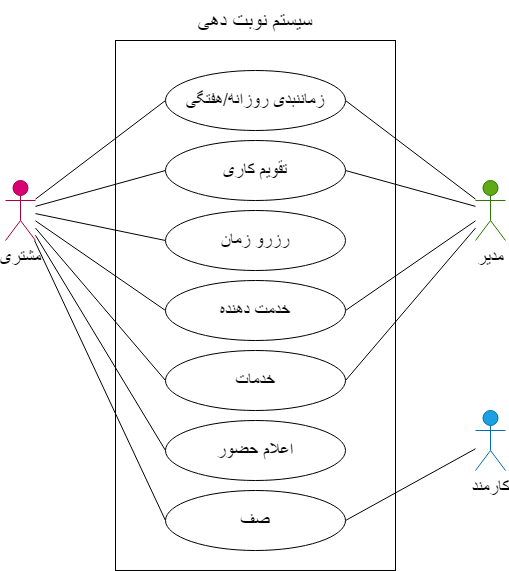 سیستم نوبت دهی
زمانبندی روزانه/هفتگی
تقویم کاری
رزرو زمان
خدمت دهنده
خدمات
اعلام حضور
صف
مشتری
مدیر
کارمند